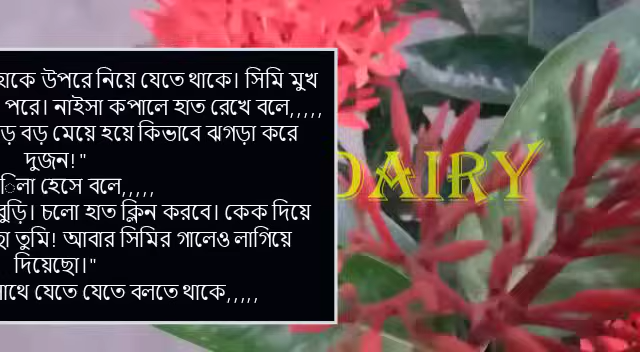 উপরে নিয়ে যেতে থাকে। সিমি মুখ
পরে। নাইসা কপালে হাত রেখে বলে,,,,,
বড় মেয়ে হয়ে কিভাবে ঝগড়া করে
দুজন!"
হেসে বলে,,,,,
চলো হাত ক্লিন করবে। কেক দিয়ে
তুমি! আবার সিমির গালেও লাগিয়ে
দিয়েছো।"
যেতে যেতে বলতে থাকে,,,,,
DAIRY